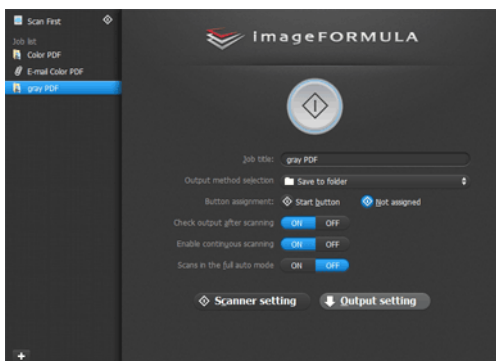 Scan First
Job list
Color PDF
E-mail Color PDF
gray PDF
imageFORMULA
Job title: gray PDF
Output method selection Save to folder
Button assignment: Start button Not assigned
Check output after scanning ON OFF
Enable continuous scanning ON OFF
Scans in the full auto mode ON OFF
Scanner setting Output setting